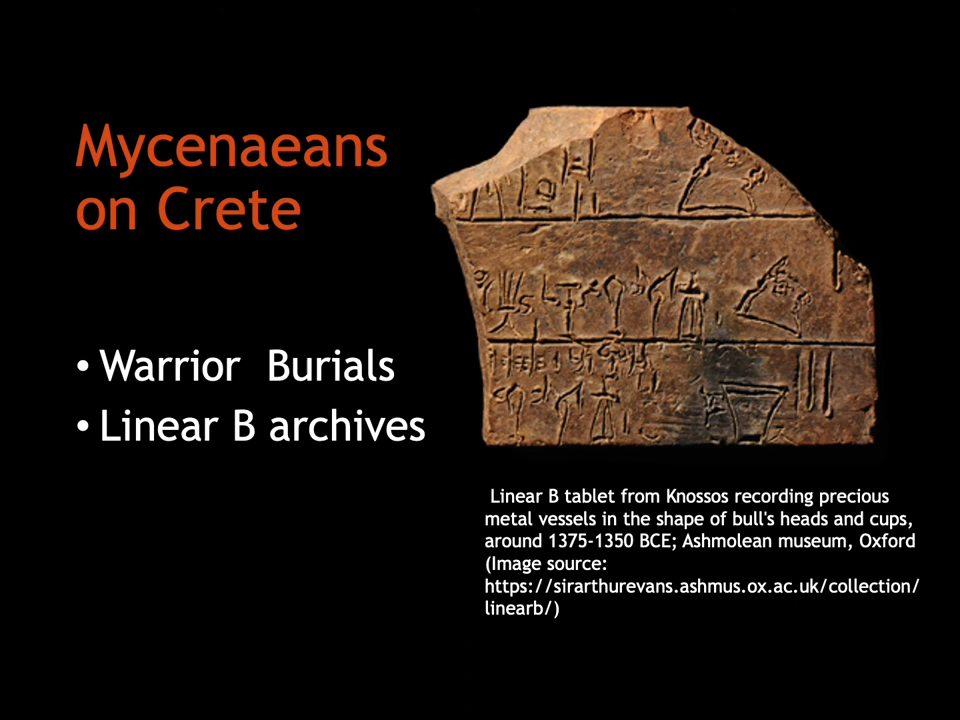 Mycenaeans
on Crete
• Warrior  Burials
• Linear B archives
Linear B tablet from Knossos recording precious
metal vessels in the shape of bull's heads and cups,
around 1375-1350 BCE; Ashmolean museum, Oxford
(Image source:
https://sirarthurevans.ashmus.ox.ac.uk/collection/
linearb/)